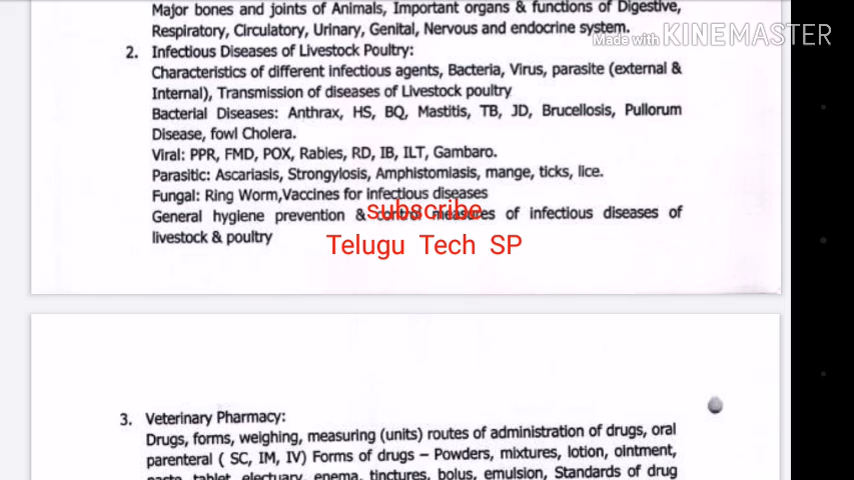 Major bones and joints of Animals, Important organs & functions of Digestive,
Respiratory, Circulatory, Urinary, Genital, Nervous and endocrine system.
Made with KINEMASTER
2. Infectious Diseases of Livestock Poultry:
Characteristics of different infectious agents, Bacteria, Virus, parasite (external &
Internal), Transmission of diseases of Livestock poultry
Bacterial Diseases: Anthrax, HS, BQ, Mastitis, TB, JD, Brucellosis, Pullorum
Disease, fowl Cholera.
Viral: PPR, FMD, POX, Rabies, RD, IB, ILT, Gambaro.
Parasitic: Ascariasis, Strongylosis, Amphistomiasis, mange, ticks, lice.
Fungal: Ring Worm,Vaccines for infectious diseases
General hygiene prevention & control measures of infectious diseases of
livestock & poultry
subscribe
Telugu Tech SP
3. Veterinary Pharmacy:
Drugs, forms, weighing, measuring (units) routes of administration of drugs, oral
parenteral ( SC, IM, IV) Forms of drugs – Powders, mixtures, lotion, ointment,
paste, tablet, electuary, enema, tinctures, bolus, emulsion, Standards of drug